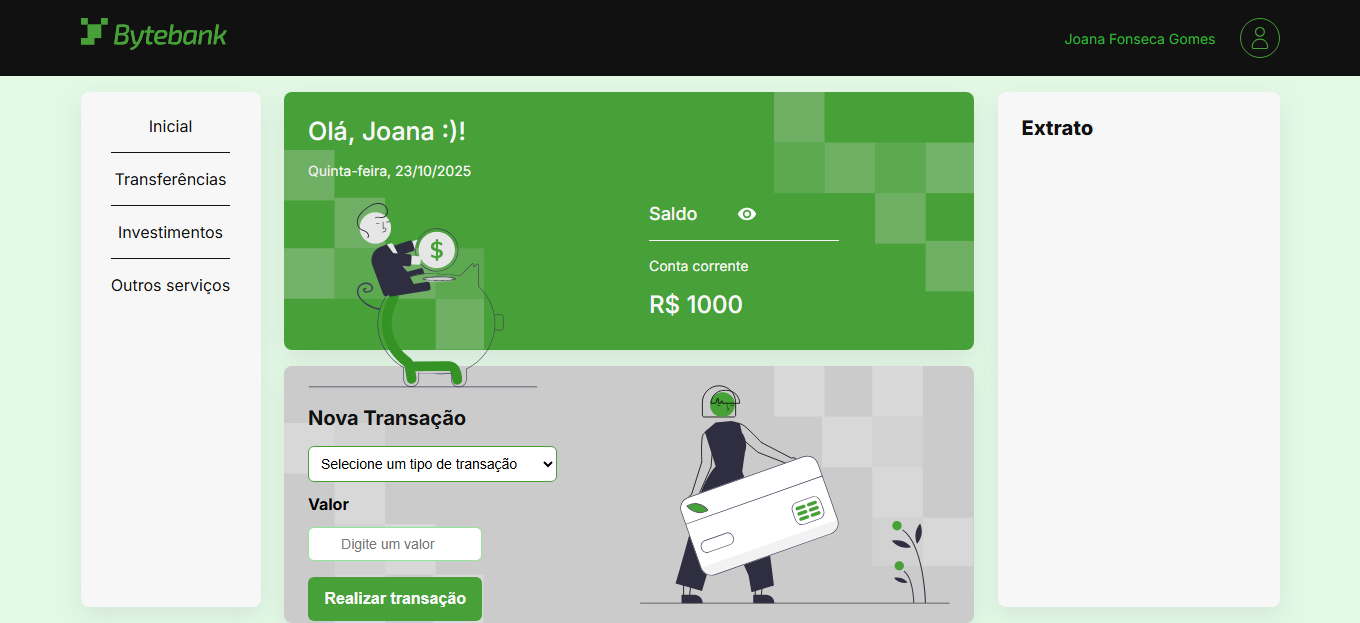 Bytebank
Joana Fonseca Gomes
Inicial
Transferências
Investimentos
Outros serviços
Olá, Joana :)!
Quinta-feira, 23/10/2025
$
Saldo
Conta corrente
R$ 1000
Nova Transação
Selecione um tipo de transação
Valor
Digite um valor
Realizar transação
Extrato